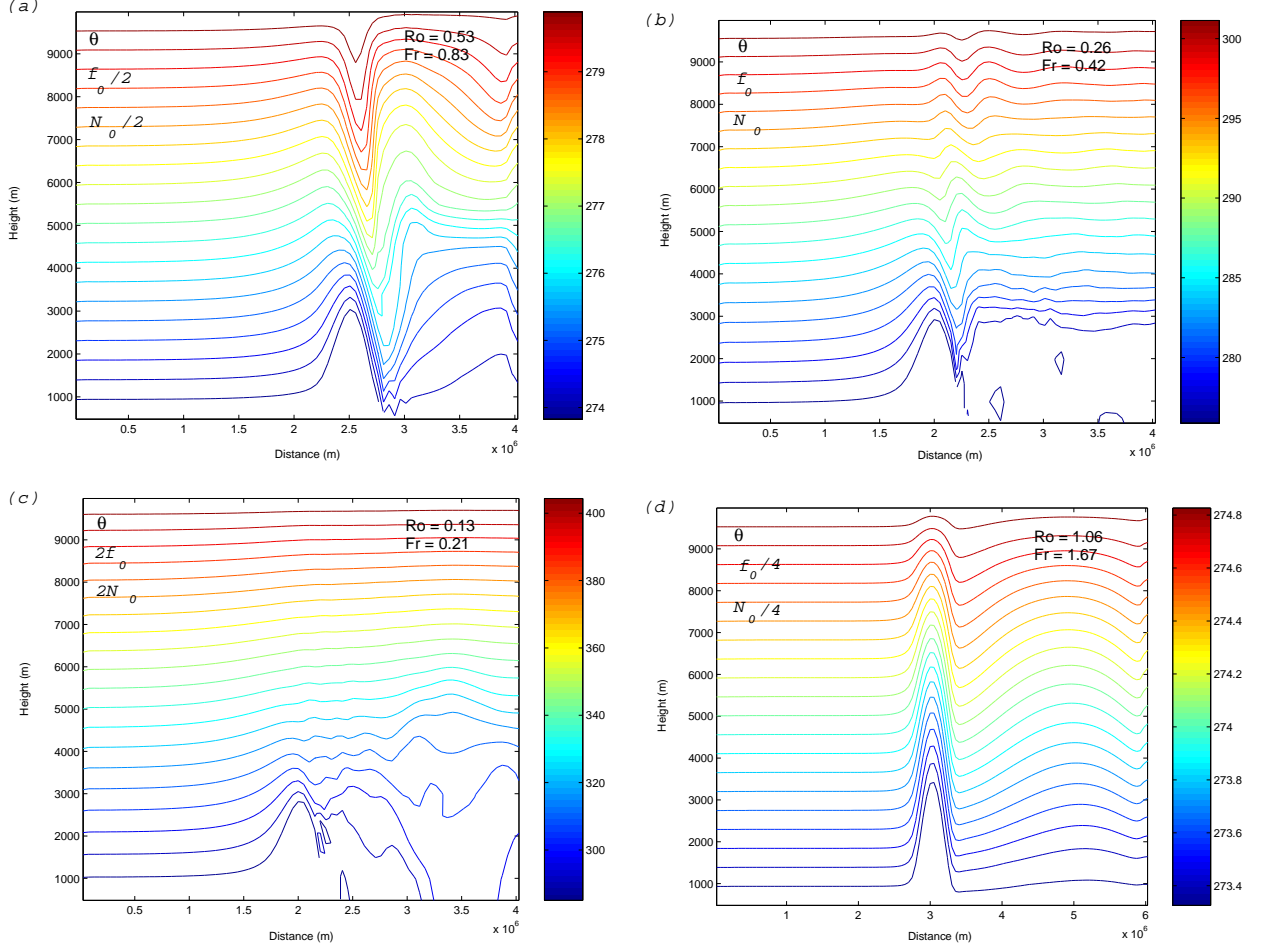 (a)
θ
f0/2
N0/2
Ro = 0.53
Fr = 0.83
9000
8000
7000
6000
5000
4000
3000
2000
1000
Height (m)
0.5
1
1.5
2
2.5
3
3.5
4
x 10^6
Distance (m)
279
278
277
276
275
274
(b)
θ
f0
N0
Ro = 0.26
Fr = 0.42
9000
8000
7000
6000
5000
4000
3000
2000
1000
Height (m)
0.5
1
1.5
2
2.5
3
3.5
4
x 10^6
Distance (m)
300
295
290
285
280
(c)
θ
2f0
2N0
Ro = 0.13
Fr = 0.21
9000
8000
7000
6000
5000
4000
3000
2000
1000
Height (m)
0.5
1
1.5
2
2.5
3
3.5
4
x 10^6
Distance (m)
400
380
360
340
320
300
(d)
θ
f0/4
N0/4
Ro = 1.06
Fr = 1.67
9000
8000
7000
6000
5000
4000
3000
2000
1000
Height (m)
1
2
3
4
5
6
x 10^6
Distance (m)
274.8
274.6
274.4
274.2
274
273.8
273.6
273.4